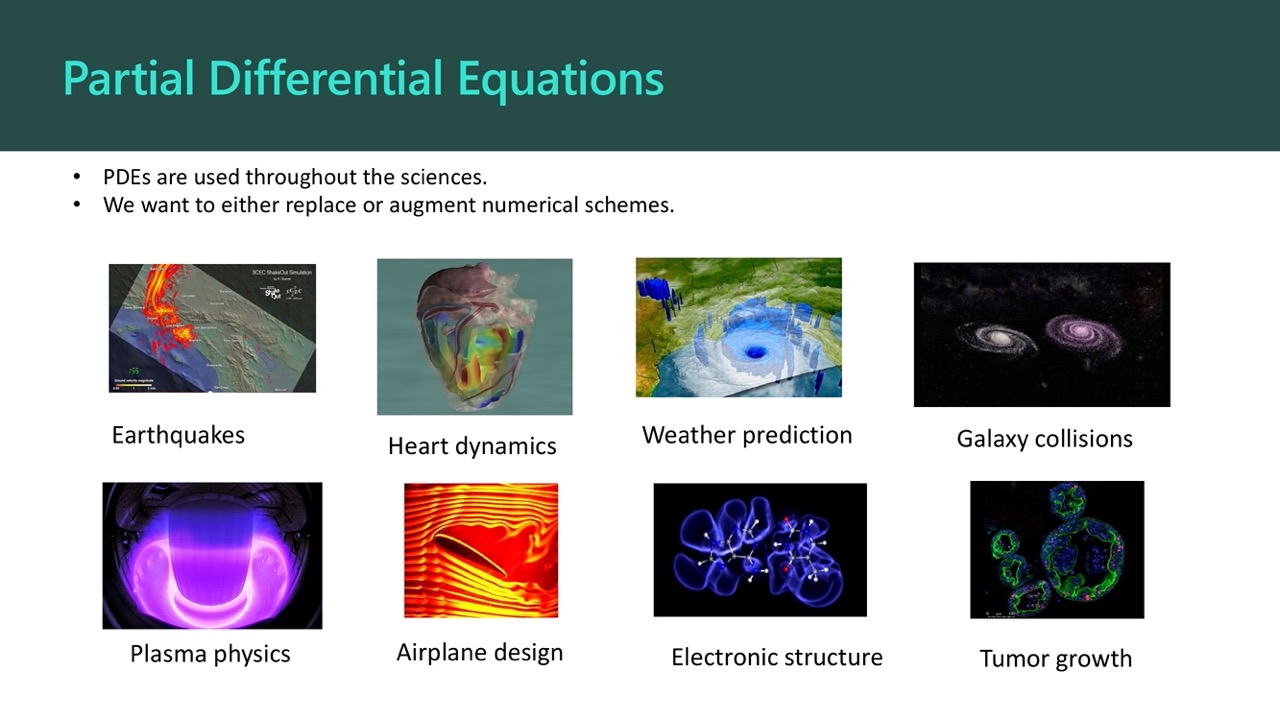 Partial Differential Equations
• PDEs are used throughout the sciences.
• We want to either replace or augment numerical schemes.
SCEC ShakeOut Simulation
Earthquakes
Heart dynamics
Weather prediction
Galaxy collisions
Plasma physics
Airplane design
Electronic structure
Tumor growth